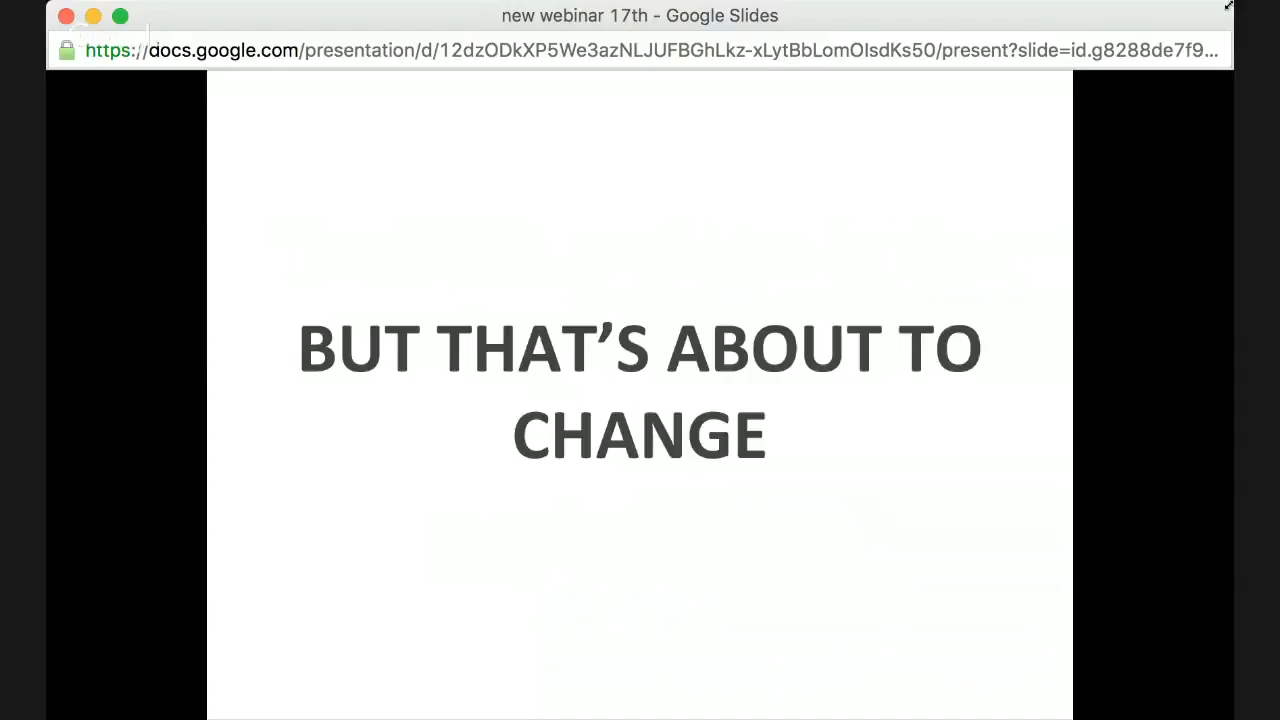 new webinar 17th - Google Slides
https://docs.google.com/presentation/d/12dzODkXP5We3azNLJUFBGhLkz-xLytBbLomOIsdKs50/present?slide=id.g8288de7f9...
BUT THAT’S ABOUT TO
CHANGE